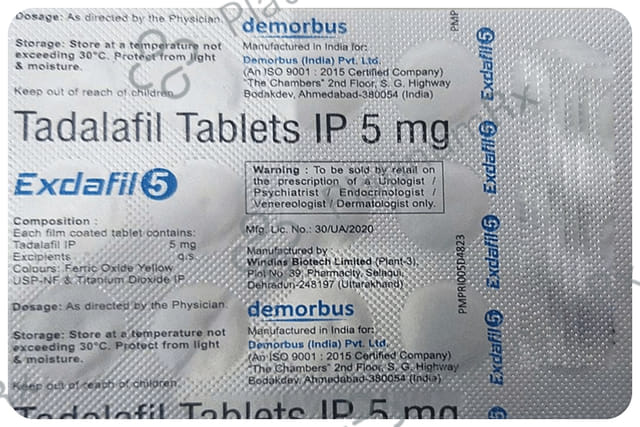 Dosage: As directed by the Physician.
Storage: Store at a temperature not
exceeding 30°C. Protect from light
& moisture.
Keep out of reach of children.
demorbus
Manufactured in India for:
Demorbus (India) Pvt. Ltd.
(An ISO 9001 : 2015 Certified Company)
"The Chambers" 2nd Floor, S. G. Highway
Bodakdev, Ahmedabad-380054 (India)
PMP
Tadalafil Tablets IP 5 mg
Exdafil 5
Composition :
Each film coated tablet contains:
Tadalafil IP 5 mg
Excipients q.s.
Colours: Ferric Oxide Yellow
USP-NF & Titanium Dioxide IP
Warning : To be sold by retail on
the prescription of a Urologist /
Psychiatrist / Endocrinologist /
Venereologist / Dermatologist only.
Mfg. Lic. No.: 30/UA/2020
Manufactured by :
Windlas Biotech Limited (Plant-3),
Plot No. 39, Pharmacity, Selaqui,
Dehradun-248197 (Uttarakhand)
PMPRI005D4823
Exdafil 5
Exdafil 5
Exdafil 5
Exdafil 5
5
Dosage: As directed by the Physician.
Storage: Store at a temperature not
exceeding 30°C. Protect from light
& moisture.
Keep out of reach of children.
demorbus
Manufactured in India for:
Demorbus (India) Pvt. Ltd.
(An ISO 9001 : 2015 Certified Company)
"The Chambers" 2nd Floor, S. G. Highway
Bodakdev, Ahmedabad-380054 (India)
Tadalafil Tablets IP 5 mg